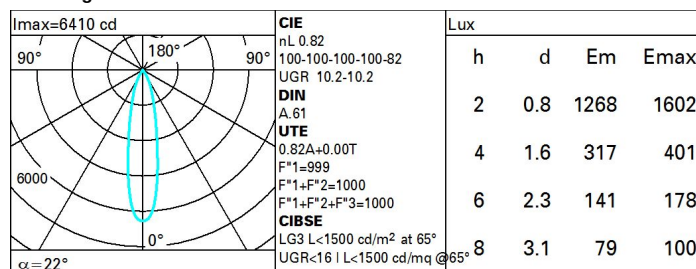 Imax=6410 cd
90°
180°
90°
6000
0°
α=22°
CIE
nL 0.82
100-100-100-100-82
UGR 10.2-10.2
DIN
A.61
UTE
0.82A+0.00T
F"1=999
F"1+F"2=1000
F"1+F"2+F"3=1000
CIBSE
LG3 L<1500 cd/m² at 65°
UGR<16 | L<1500 cd/mq @65°
Lux
h d Em Emax
2 0.8 1268 1602
4 1.6 317 401
6 2.3 141 178
8 3.1 79 100